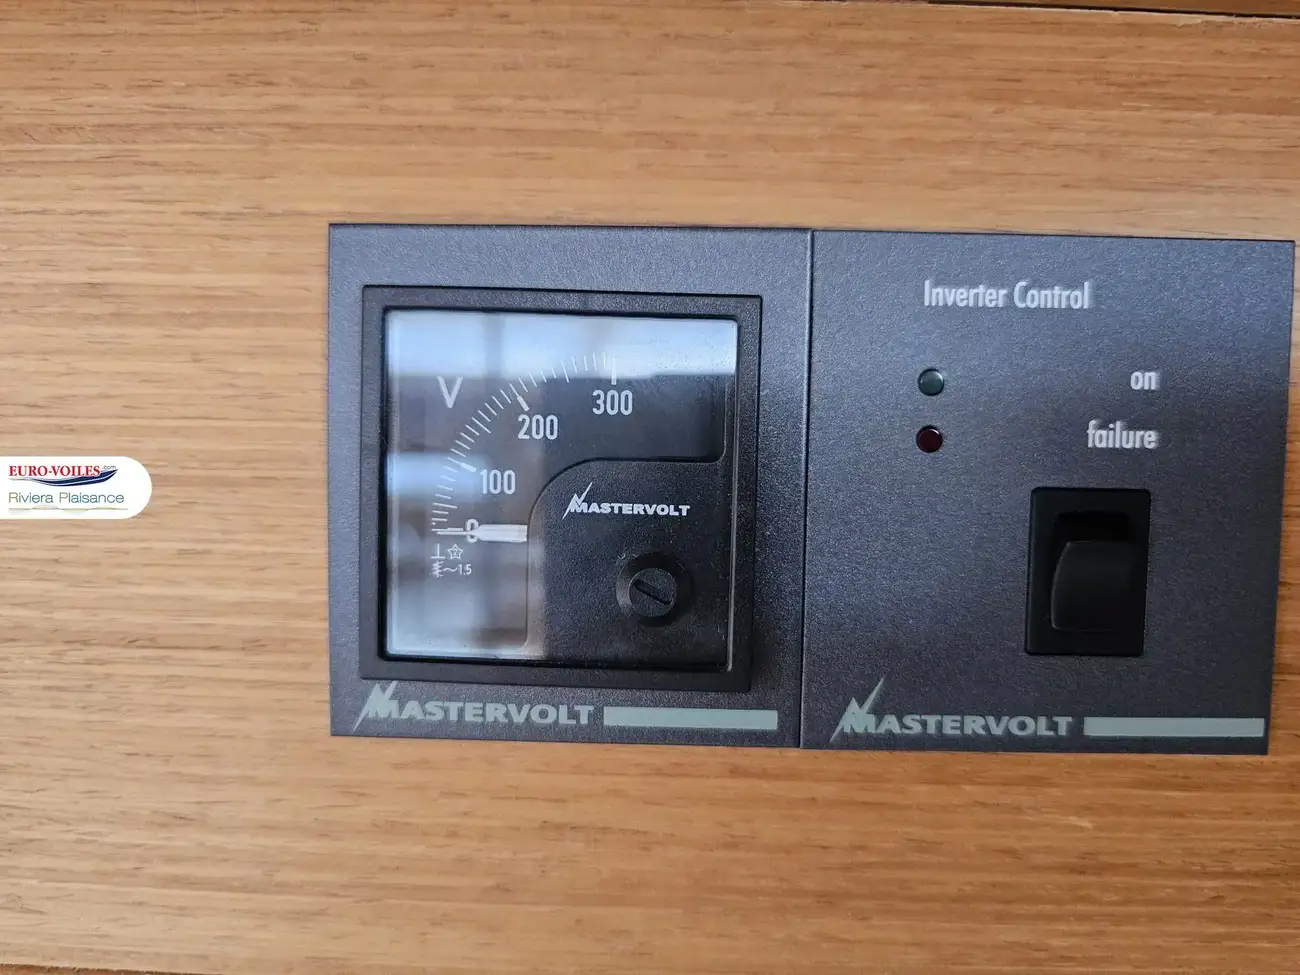 EURO-VOILES.com
Riviera Plaisance
V
300
200
100
0
~1.5
MASTERVOLT
MASTERVOLT
Inverter Control
on
failure
MASTERVOLT